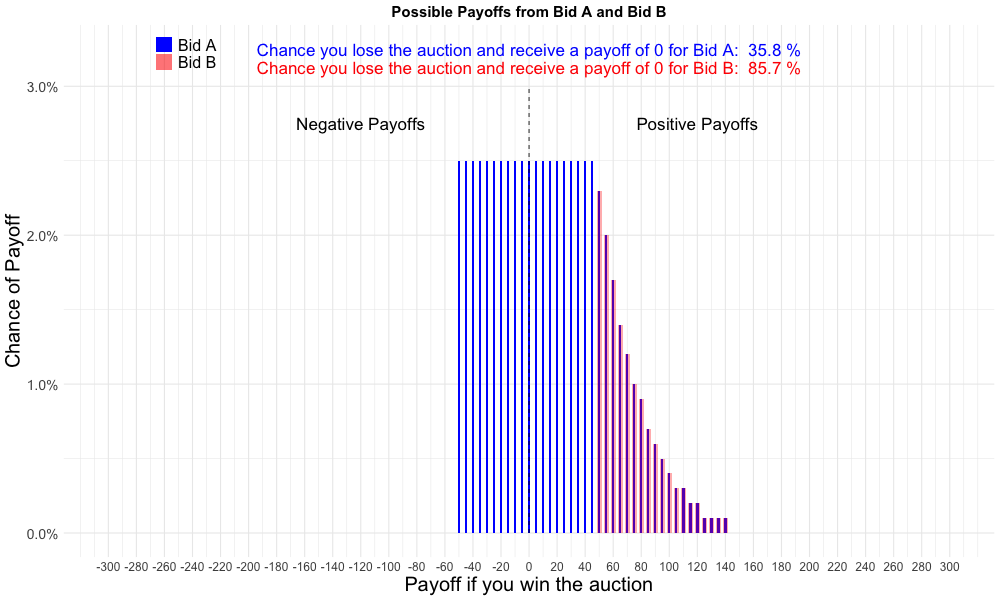 Possible Payoffs from Bid A and Bid B
Bid A
Bid B
Chance you lose the auction and receive a payoff of 0 for Bid A: 35.8 %
Chance you lose the auction and receive a payoff of 0 for Bid B: 85.7 %
Negative Payoffs
Positive Payoffs
Chance of Payoff
3.0%
2.0%
1.0%
0.0%
-300 -280 -260 -240 -220 -200 -180 -160 -140 -120 -100 -80 -60 -40 -20 0 20 40 60 80 100 120 140 160 180 200 220 240 260 280 300
Payoff if you win the auction